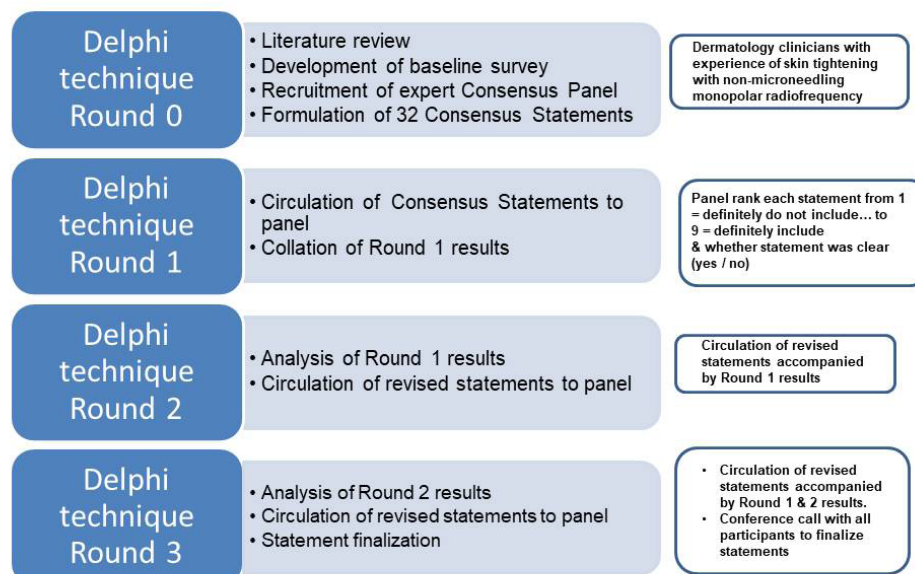 Delphi
technique
Round 0
• Literature review
• Development of baseline survey
• Recruitment of expert Consensus Panel
• Formulation of 32 Consensus Statements
Dermatology clinicians with
experience of skin tightening
with non-microneedling
monopolar radiofrequency
Delphi
technique
Round 1
• Circulation of Consensus Statements to
panel
• Collation of Round 1 results
Panel rank each statement from 1
= definitely do not include... to
9 = definitely include
& whether statement was clear
(yes / no)
Delphi
technique
Round 2
• Analysis of Round 1 results
• Circulation of revised statements to panel
Circulation of revised
statements accompanied
by Round 1 results
Delphi
technique
Round 3
• Analysis of Round 2 results
• Circulation of revised statements to panel
• Statement finalization
• Circulation of revised
statements accompanied
by Round 1 & 2 results.
• Conference call with all
participants to finalize
statements